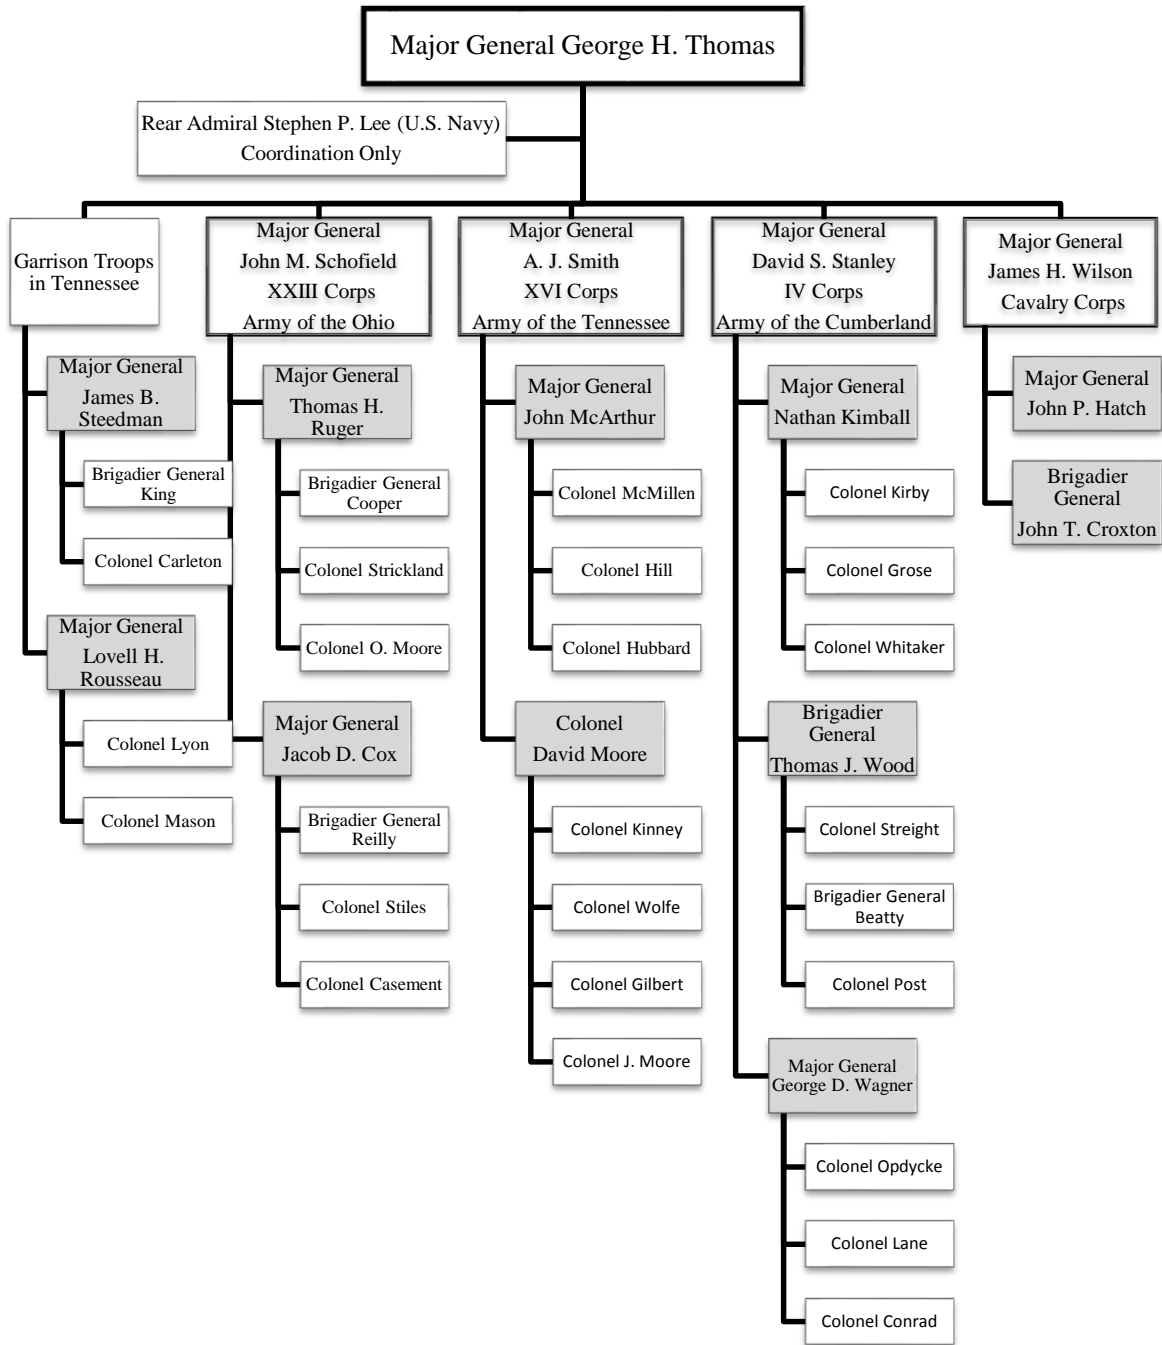 Major General George H. Thomas
Rear Admiral Stephen P. Lee (U.S. Navy)
Coordination Only
Garrison Troops
in Tennessee
Major General
James B.
Steedman
Brigadier General
King
Colonel Carleton
Major General
Lovell H.
Rousseau
Colonel Lyon
Colonel Mason
Major General
John M. Schofield
XXIII Corps
Army of the Ohio
Major General
Thomas H.
Ruger
Brigadier General
Cooper
Colonel Strickland
Colonel O. Moore
Major General
Jacob D. Cox
Brigadier General
Reilly
Colonel Stiles
Colonel Casement
Major General
A. J. Smith
XVI Corps
Army of the Tennessee
Major General
John McArthur
Colonel McMillen
Colonel Hill
Colonel Hubbard
Colonel
David Moore
Colonel Kinney
Colonel Wolfe
Colonel Gilbert
Colonel J. Moore
Major General
David S. Stanley
IV Corps
Army of the Cumberland
Major General
Nathan Kimball
Colonel Kirby
Colonel Grose
Colonel Whitaker
Brigadier
General
Thomas J. Wood
Colonel Streight
Brigadier General
Beatty
Colonel Post
Major General
George D. Wagner
Colonel Opdycke
Colonel Lane
Colonel Conrad
Major General
James H. Wilson
Cavalry Corps
Major General
John P. Hatch
Brigadier
General
John T. Croxton